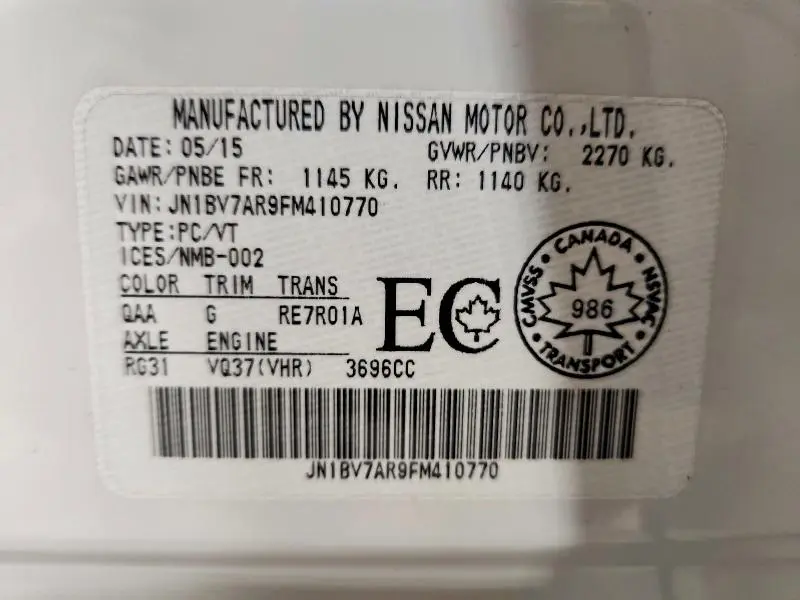 MANUFACTURED BY NISSAN MOTOR CO.,LTD.
DATE: 05/15 GVWR/PNBV: 2270 KG.
GAWR/PNBE FR: 1145 KG. RR: 1140 KG.
VIN: JN1BV7AR9FM410770
TYPE:PC/VT
ICES/NMB-002
COLOR TRIM TRANS
QAA G RE7R01A
AXLE ENGINE
RG31 VQ37(VHR) 3696CC
EC
CANADA
CMVSS NSVAC
986
TRANSPORT
JN1BV7AR9FM410770